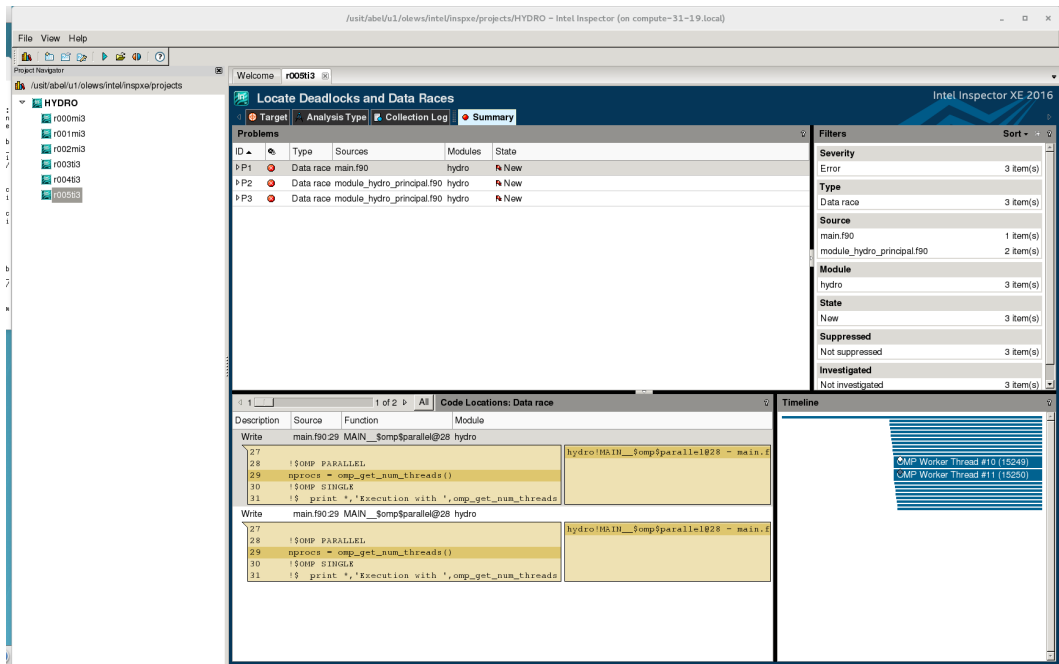 /usit/abel/u1/olews/intel/inspxe/projects/HYDRO - Intel Inspector (on compute-31-19.local)
File View Help
Project Navigator
/usit/abel/u1/olews/intel/inspxe/projects
HYDRO
r000mi3
r001mi3
r002mi3
r003ti3
r004ti3
r005ti3
Welcome r005ti3
Locate Deadlocks and Data Races
Intel Inspector XE 2016
Target Analysis Type Collection Log Summary
Problems
ID Type Sources Modules State
P1 Data race main.f90 hydro New
P2 Data race module_hydro_principal.f90 hydro New
P3 Data race module_hydro_principal.f90 hydro New
Filters Sort
Severity
Error 3 item(s)
Type
Data race 3 item(s)
Source
main.f90 1 item(s)
module_hydro_principal.f90 2 item(s)
Module
hydro 3 item(s)
State
New 3 item(s)
Suppressed
Not suppressed 3 item(s)
Investigated
Not investigated 3 item(s)
1 1 of 2 All Code Locations: Data race
Description Source Function Module
Write main.f90:29 MAIN__$omp$parallel@28 hydro
27 hydro!MAIN__$omp$parallel@28 - main.f
28 !$OMP PARALLEL
29 nprocs = omp_get_num_threads()
30 !$OMP SINGLE
31 !$ print *,'Execution with ',omp_get_num_threads
Write main.f90:29 MAIN__$omp$parallel@28 hydro
27 hydro!MAIN__$omp$parallel@28 - main.f
28 !$OMP PARALLEL
29 nprocs = omp_get_num_threads()
30 !$OMP SINGLE
31 !$ print *,'Execution with ',omp_get_num_threads
Timeline
OMP Worker Thread #10 (15249)
OMP Worker Thread #11 (15250)